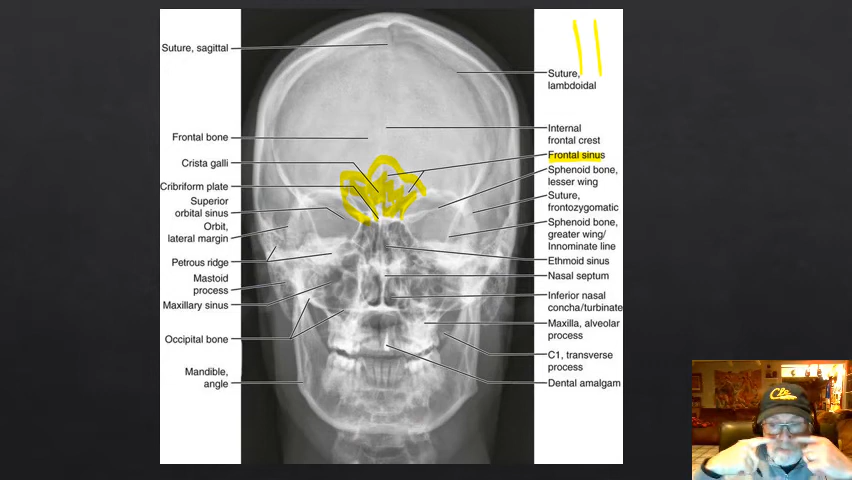 Suture, sagittal
Frontal bone
Crista galli
Cribriform plate
Superior
orbital sinus
Orbit,
lateral margin
Petrous ridge
Mastoid
process
Maxillary sinus
Occipital bone
Mandible,
angle
Suture,
lambdoidal
Internal
frontal crest
Frontal sinus
Sphenoid bone,
lesser wing
Suture,
frontozygomatic
Sphenoid bone,
greater wing/
Innominate line
Ethmoid sinus
Nasal septum
Inferior nasal
concha/turbinate
Maxilla, alveolar
process
C1, transverse
process
Dental amalgam
Cle